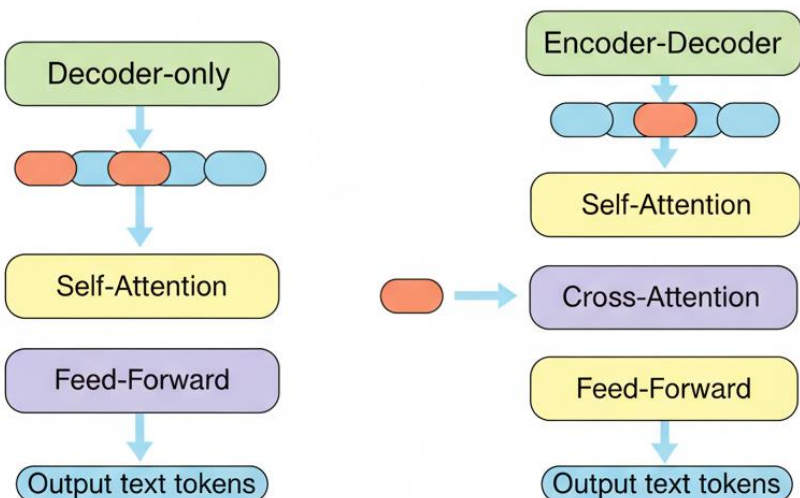 Decoder-only
Self-Attention
Feed-Forward
Output text tokens
Encoder-Decoder
Self-Attention
Cross-Attention
Feed-Forward
Output text tokens